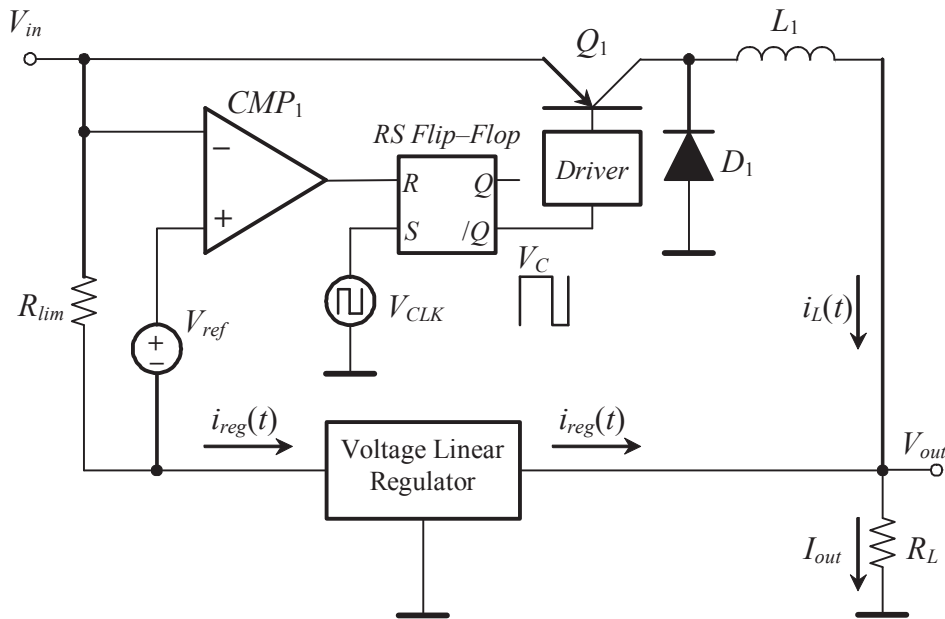 V_in
Q_1
L_1
CMP_1
−
+
RS Flip–Flop
R
Q
S
/Q
Driver
D_1
R_lim
V_ref
+
−
V_CLK
V_C
i_L(t)
i_reg(t)
Voltage Linear
Regulator
i_reg(t)
V_out
I_out
R_L